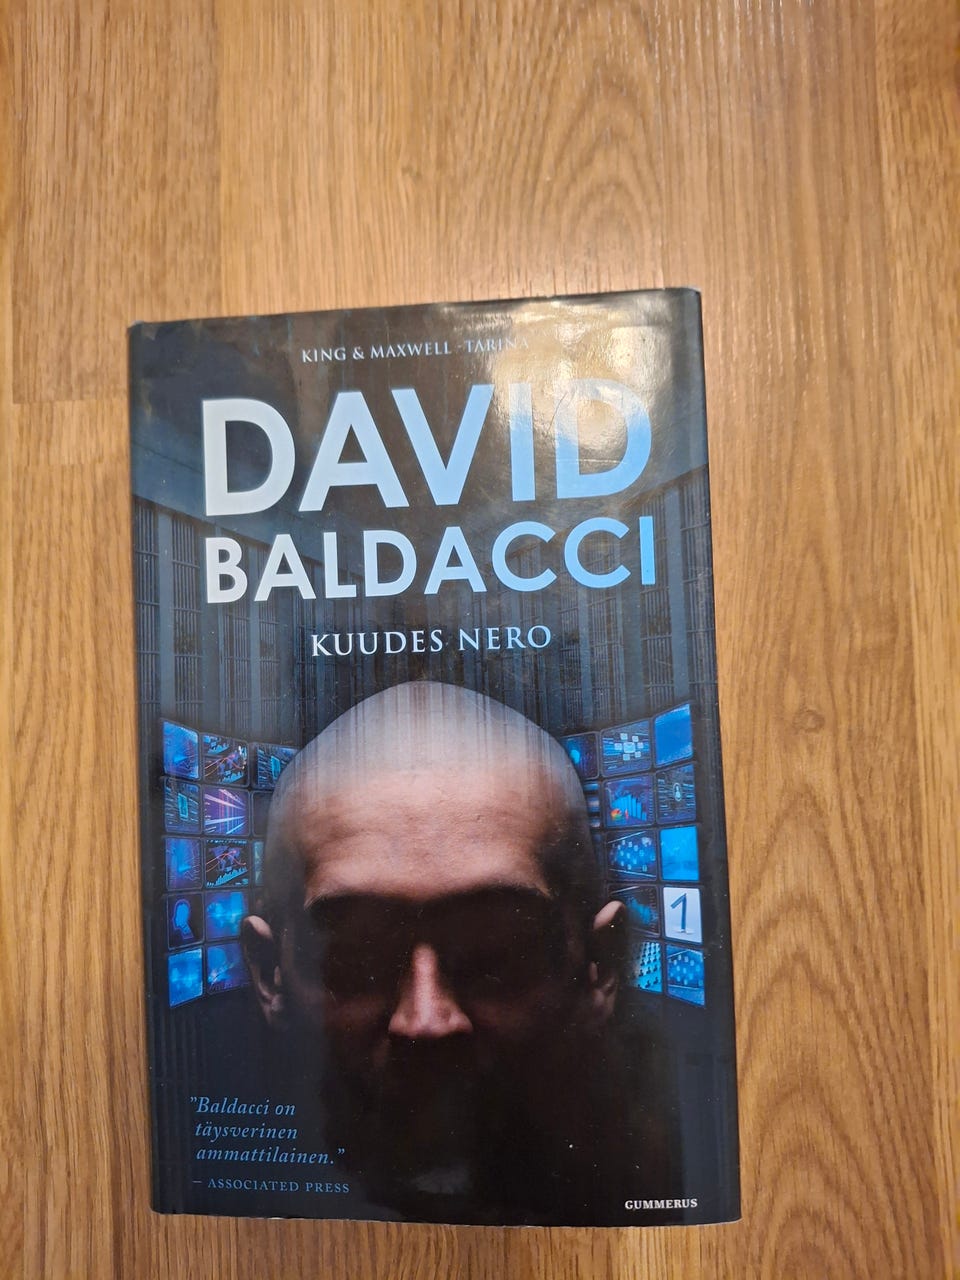 KING & MAXWELL -TARINA
DAVID
BALDACCI
KUUDES NERO
1
"Baldacci on
täysverinen
ammattilainen."
– ASSOCIATED PRESS
GUMMERUS